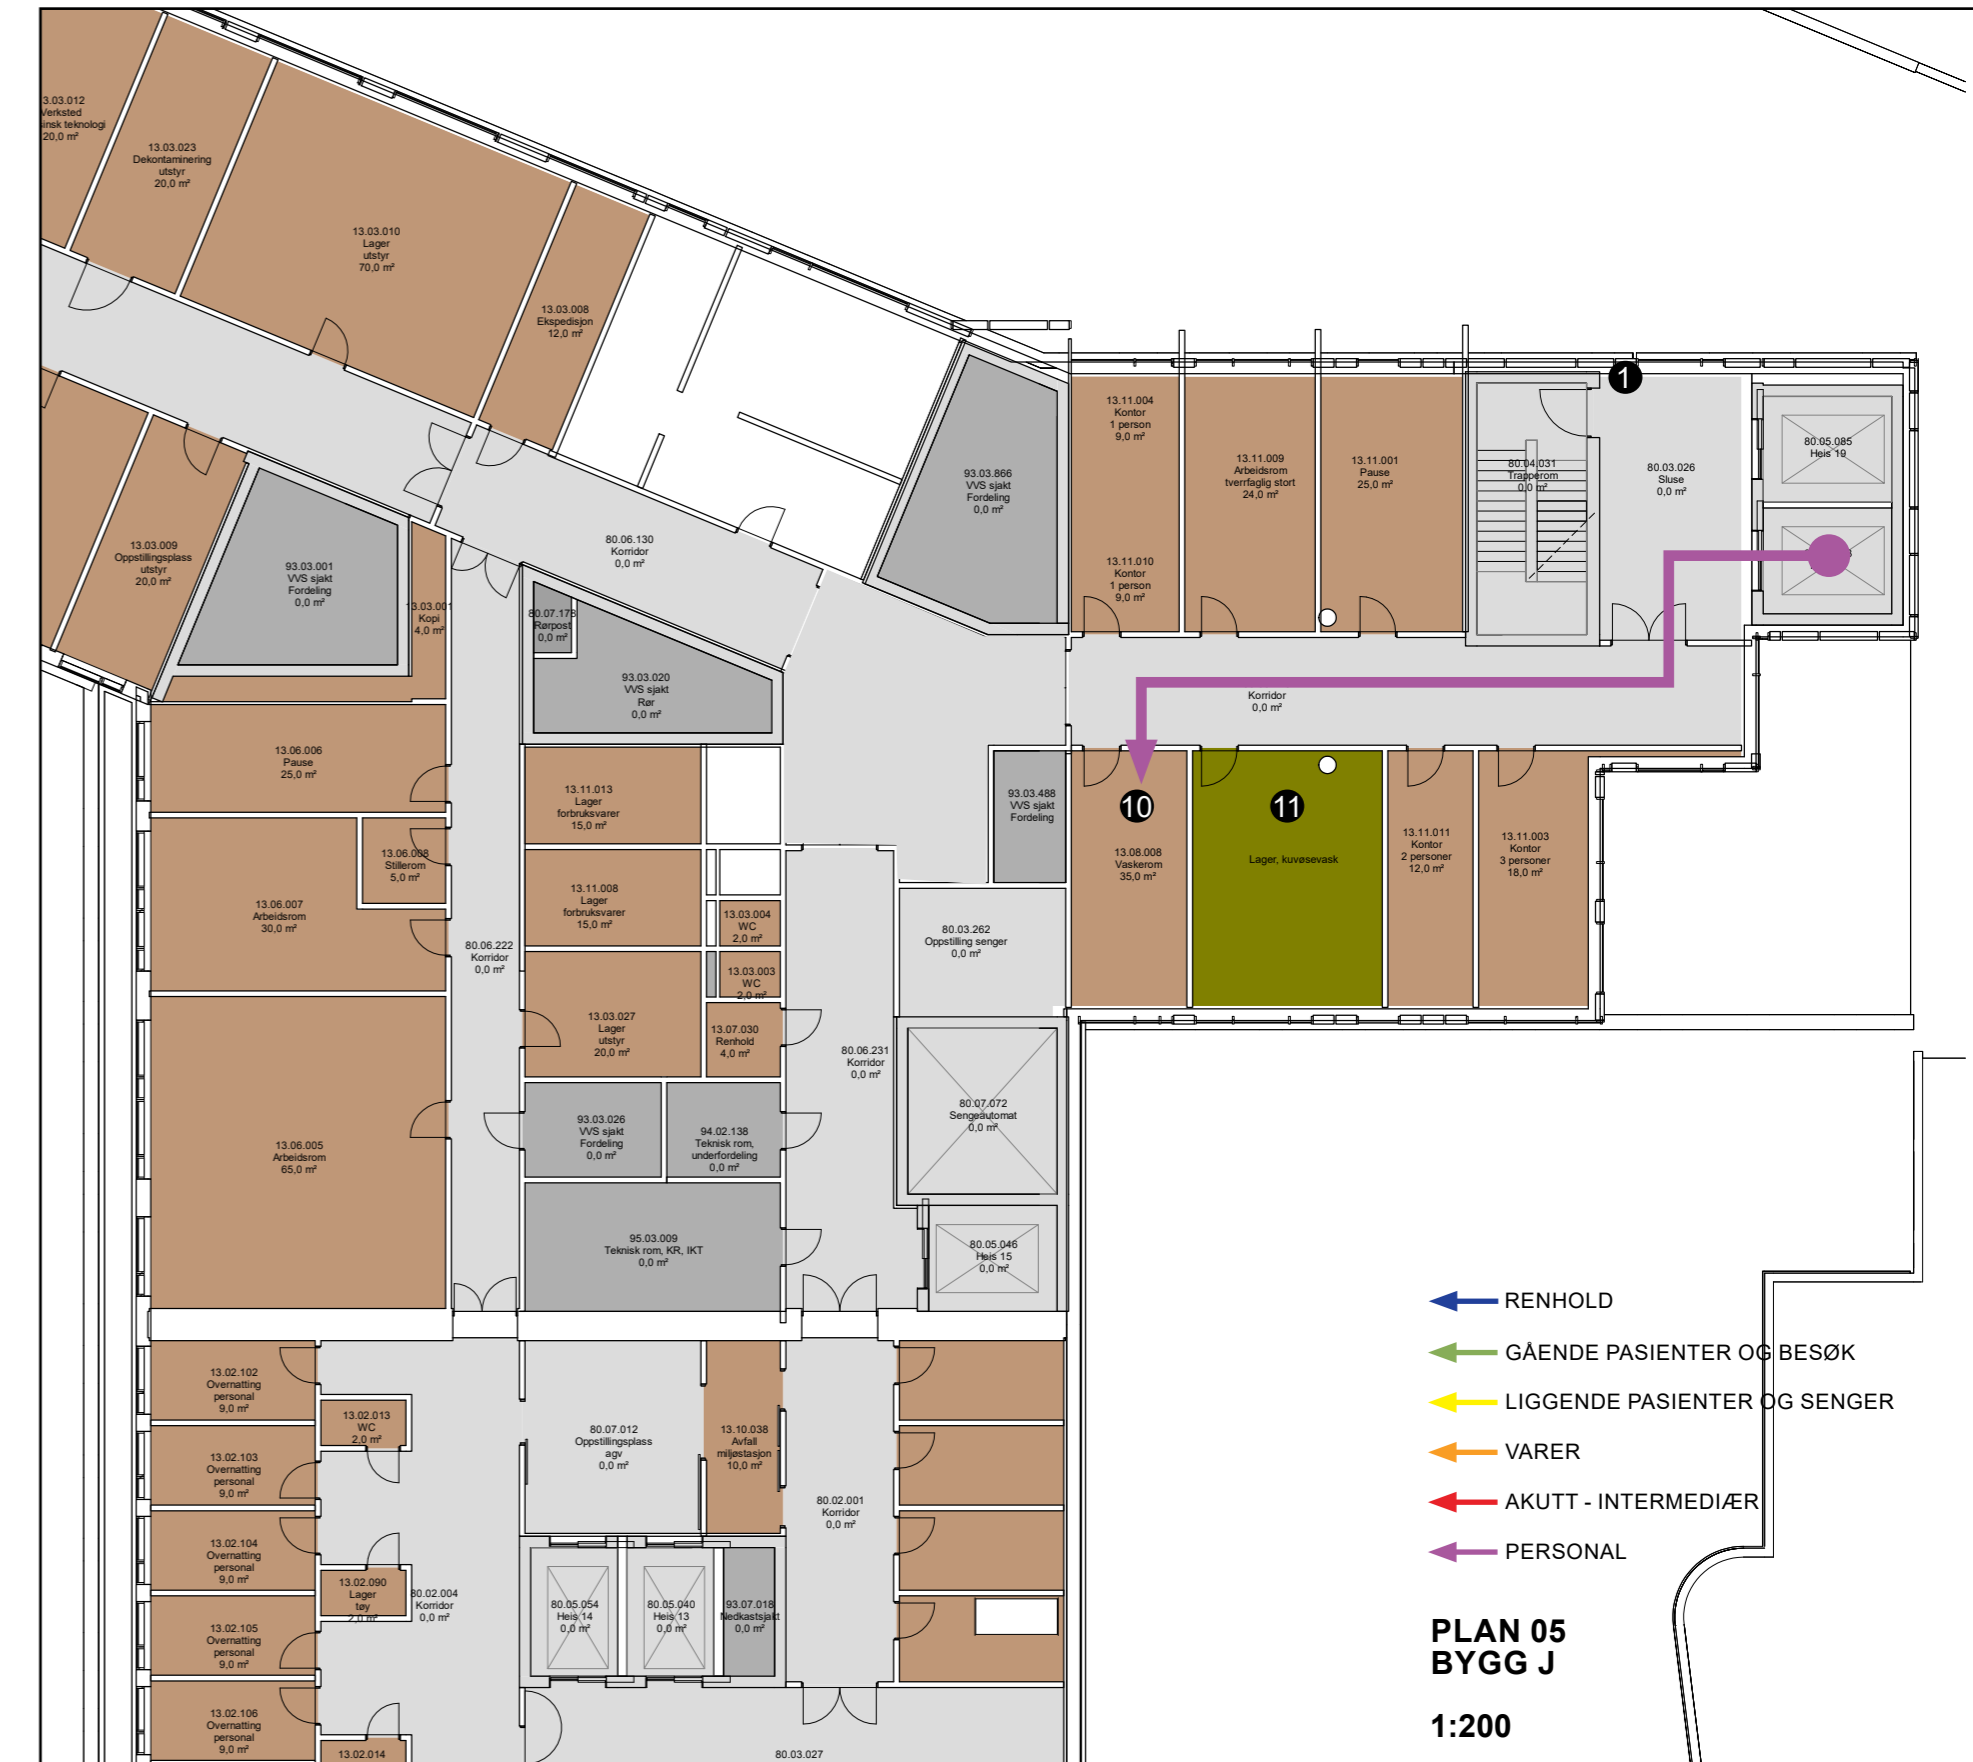 3.03.012
Verksted
insk teknologi
20,0 m²
13.03.023
Dekontaminering
utstyr
20,0 m²
13.03.010
Lager
utstyr
70,0 m²
13.03.008
Ekspedisjon
12,0 m²
1
13.11.004
Kontor
1 person
9,0 m²
13.11.009
Arbeidsrom
tverrfaglig stort
24,0 m²
13.11.001
Pause
25,0 m²
80.04.031
Trapperom
0,0 m²
80.03.026
Sluse
0,0 m²
80.05.085
Heis 19
93.03.866
VVS sjakt
Fordeling
0,0 m²
13.11.010
Kontor
1 person
9,0 m²
13.03.009
Oppstillingsplass
utstyr
20,0 m²
93.03.001
VVS sjakt
Fordeling
0,0 m²
13.03.001
Kopi
4,0 m²
80.06.130
Korridor
0,0 m²
80.07.178
Rørpost
0,0 m²
93.03.020
VVS sjakt
Rør
0,0 m²
Korridor
0,0 m²
13.06.006
Pause
25,0 m²
13.11.013
Lager
forbruksvarer
15,0 m²
93.03.488
VVS sjakt
Fordeling
10
13.08.008
Vaskerom
35,0 m²
11
Lager, kuvøsevask
13.11.011
Kontor
2 personer
12,0 m²
13.11.003
Kontor
3 personer
18,0 m²
13.06.008
Stillerom
5,0 m²
13.06.007
Arbeidsrom
30,0 m²
13.11.008
Lager
forbruksvarer
15,0 m²
13.03.004
WC
2,0 m²
80.03.262
Oppstilling senger
0,0 m²
80.06.222
Korridor
0,0 m²
13.03.003
WC
2,0 m²
13.03.027
Lager
utstyr
20,0 m²
13.07.030
Renhold
4,0 m²
80.06.231
Korridor
0,0 m²
80.07.072
Sengeautomat
0,0 m²
13.06.005
Arbeidsrom
65,0 m²
93.03.026
VVS sjakt
Fordeling
0,0 m²
94.02.138
Teknisk rom,
underfordeling
0,0 m²
95.03.009
Teknisk rom, KR, IKT
0,0 m²
80.05.046
Heis 15
0,0 m²
RENHOLD
GÅENDE PASIENTER OG BESØK
LIGGENDE PASIENTER OG SENGER
VARER
AKUTT - INTERMEDIÆR
PERSONAL
13.02.102
Overnatting
personal
9,0 m²
13.02.013
WC
2,0 m²
80.07.012
Oppstillingsplass
agv
0,0 m²
13.10.038
Avfall
miljøstasjon
10,0 m²
13.02.103
Overnatting
personal
9,0 m²
80.02.001
Korridor
0,0 m²
13.02.104
Overnatting
personal
9,0 m²
13.02.090
Lager
tøy
2,0 m²
80.02.004
Korridor
0,0 m²
80.05.054
Heis 14
0,0 m²
80.05.040
Heis 13
0,0 m²
93.07.018
Nedkastsjakt
0,0 m²
13.02.105
Overnatting
personal
9,0 m²
13.02.106
Overnatting
personal
9,0 m²
13.02.014
80.03.027
PLAN 05
BYGG J
1:200